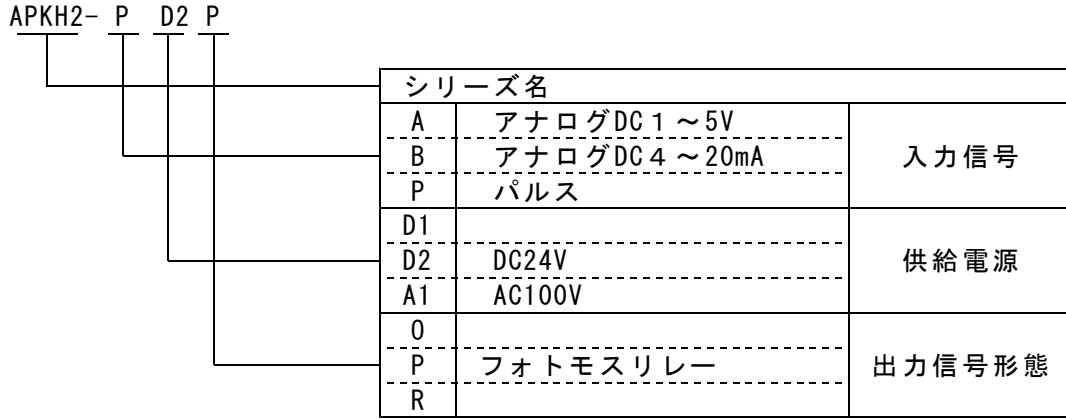 APKH2- P D2 P
シリーズ名
A アナログDC1~5V
B アナログDC4~20mA 入力信号
P パルス
D1
D2 DC24V 供給電源
A1 AC100V
0
P フォトモスリレー 出力信号形態
R